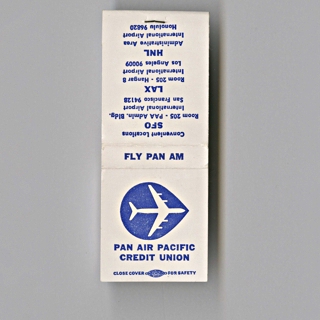 Convenient Locations
SFO
Room 205 - PAA Admin. Bldg.
San Francisco 94128
International Airport
LAX
Room 205 - Hangar 8
International Airport
Los Angeles 90009
HNL
Administrative Area
International Airport
Honolulu 96820
FLY PAN AM
PAN AIR PACIFIC
CREDIT UNION
CLOSE COVER FOR SAFETY